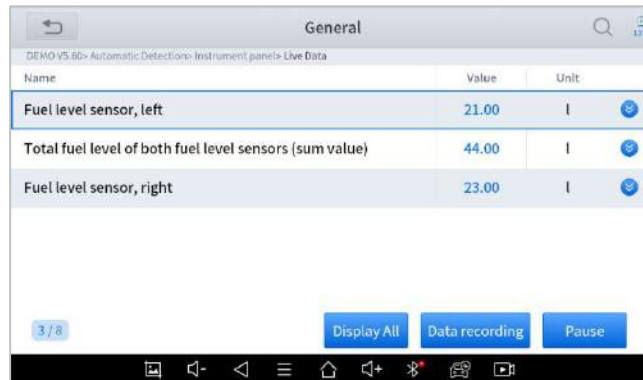 General
DEMO V5.60> Automatic Detection> Instrument panel> Live Data
Name Value Unit
Fuel level sensor, left 21.00 l
Total fuel level of both fuel level sensors (sum value) 44.00 l
Fuel level sensor, right 23.00 l
3 / 8 Display All Data recording Pause